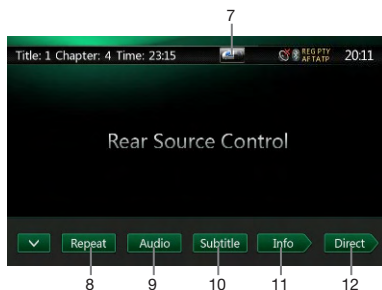 7
Title: 1 Chapter: 4 Time: 23:15 REG PTY 20:11
AF TA TP
Rear Source Control
Repeat Audio Subtitle Info Direct
8 9 10 11 12